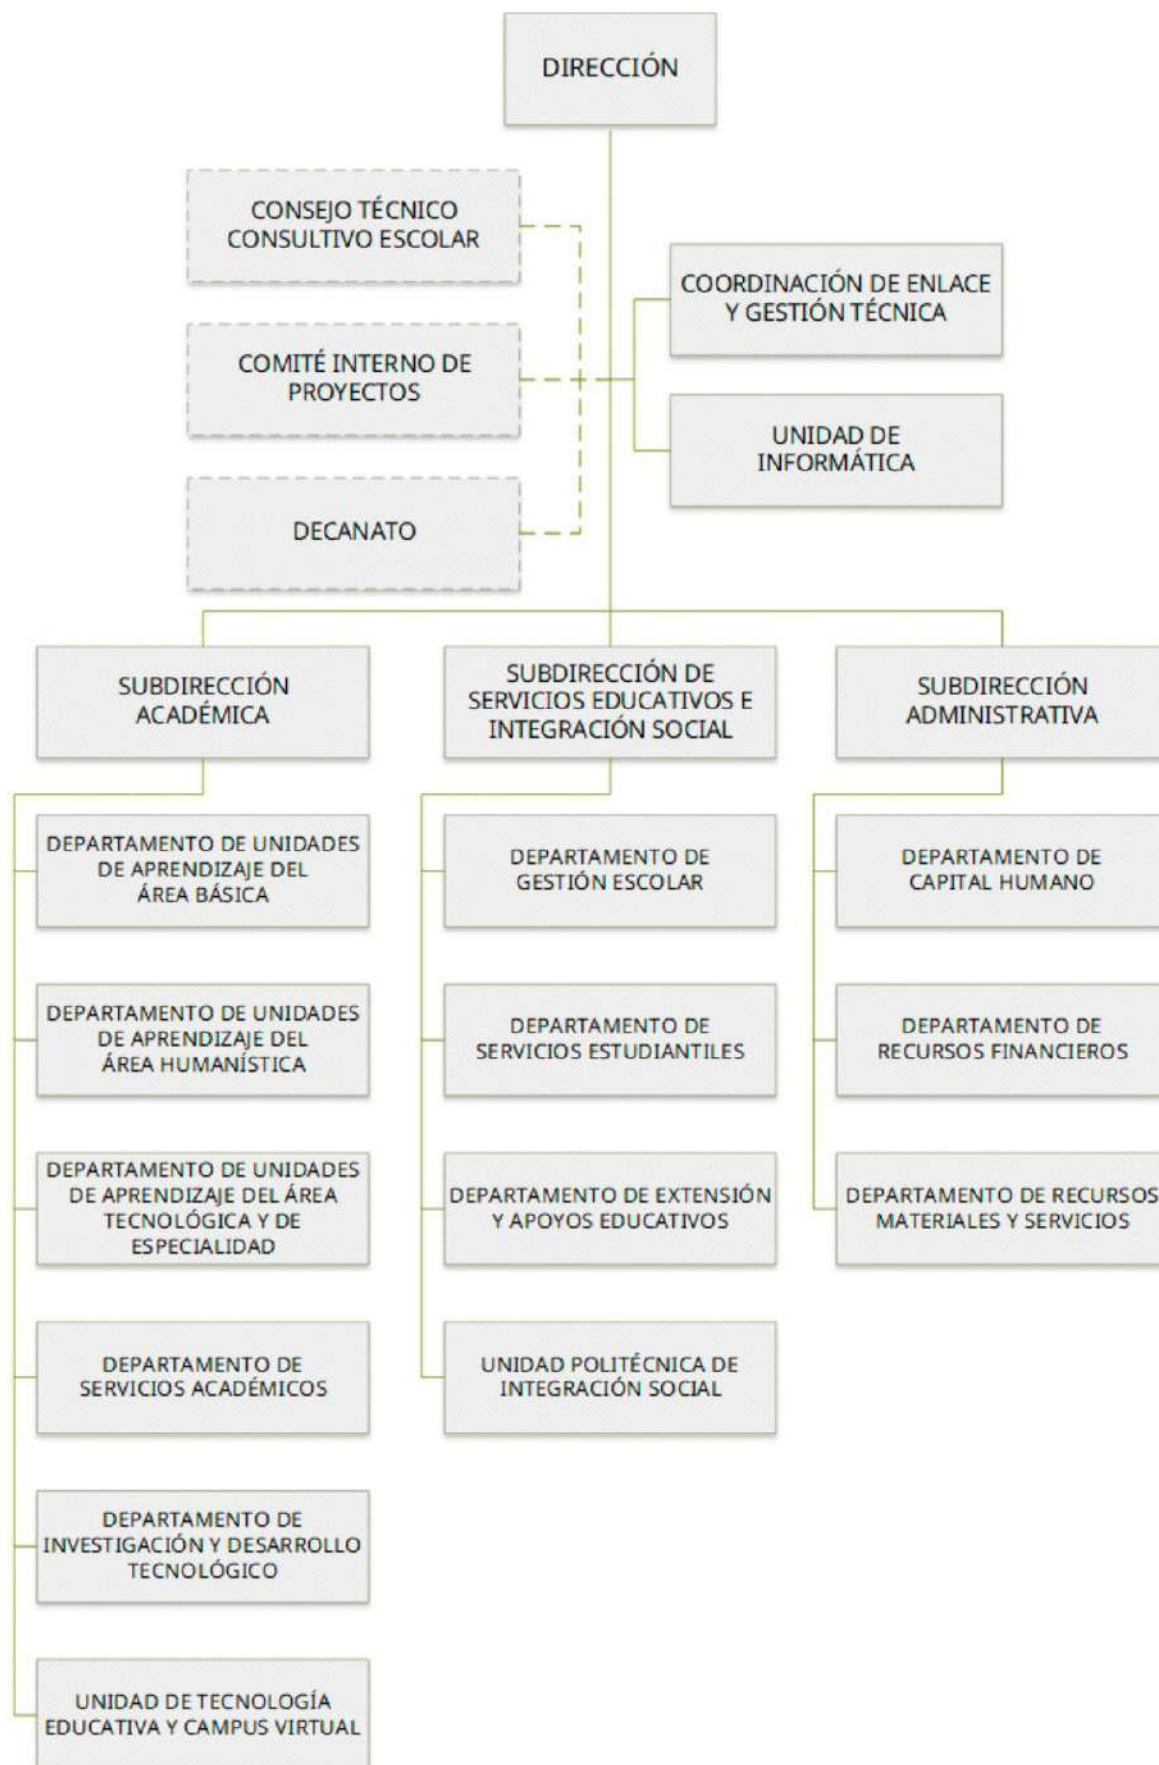 DIRECCIÓN
CONSEJO TÉCNICO
CONSULTIVO ESCOLAR
COORDINACIÓN DE ENLACE
Y GESTIÓN TÉCNICA
COMITÉ INTERNO DE
PROYECTOS
UNIDAD DE
INFORMÁTICA
DECANATO
SUBDIRECCIÓN
ACADÉMICA
SUBDIRECCIÓN DE
SERVICIOS EDUCATIVOS E
INTEGRACIÓN SOCIAL
SUBDIRECCIÓN
ADMINISTRATIVA
DEPARTAMENTO DE UNIDADES
DE APRENDIZAJE DEL
ÁREA BÁSICA
DEPARTAMENTO DE
GESTIÓN ESCOLAR
DEPARTAMENTO DE
CAPITAL HUMANO
DEPARTAMENTO DE UNIDADES
DE APRENDIZAJE DEL
ÁREA HUMANÍSTICA
DEPARTAMENTO DE
SERVICIOS ESTUDIANTILES
DEPARTAMENTO DE
RECURSOS FINANCIEROS
DEPARTAMENTO DE UNIDADES
DE APRENDIZAJE DEL ÁREA
TECNOLÓGICA Y DE
ESPECIALIDAD
DEPARTAMENTO DE EXTENSIÓN
Y APOYOS EDUCATIVOS
DEPARTAMENTO DE RECURSOS
MATERIALES Y SERVICIOS
DEPARTAMENTO DE
SERVICIOS ACADÉMICOS
UNIDAD POLITÉCNICA DE
INTEGRACIÓN SOCIAL
DEPARTAMENTO DE
INVESTIGACIÓN Y DESARROLLO
TECNOLÓGICO
UNIDAD DE TECNOLOGÍA
EDUCATIVA Y CAMPUS VIRTUAL